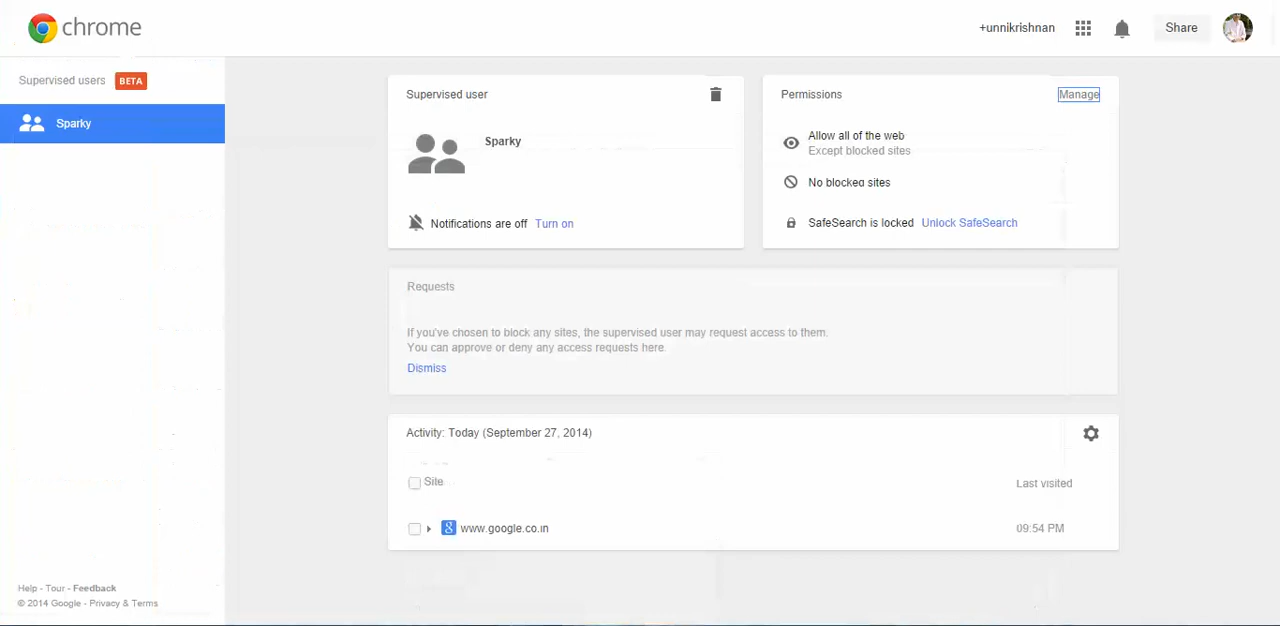 chrome
+unnikrishnan
Share
Supervised users BETA
Sparky
Supervised user
Sparky
Notifications are off Turn on
Permissions
Manage
Allow all of the web
Except blocked sites
No blocked sites
SafeSearch is locked Unlock SafeSearch
Requests
If you've chosen to block any sites, the supervised user may request access to them.
You can approve or deny any access requests here.
Dismiss
Activity: Today (September 27, 2014)
Site
Last visited
www.google.co.in
09:54 PM
Help - Tour - Feedback
© 2014 Google - Privacy & Terms